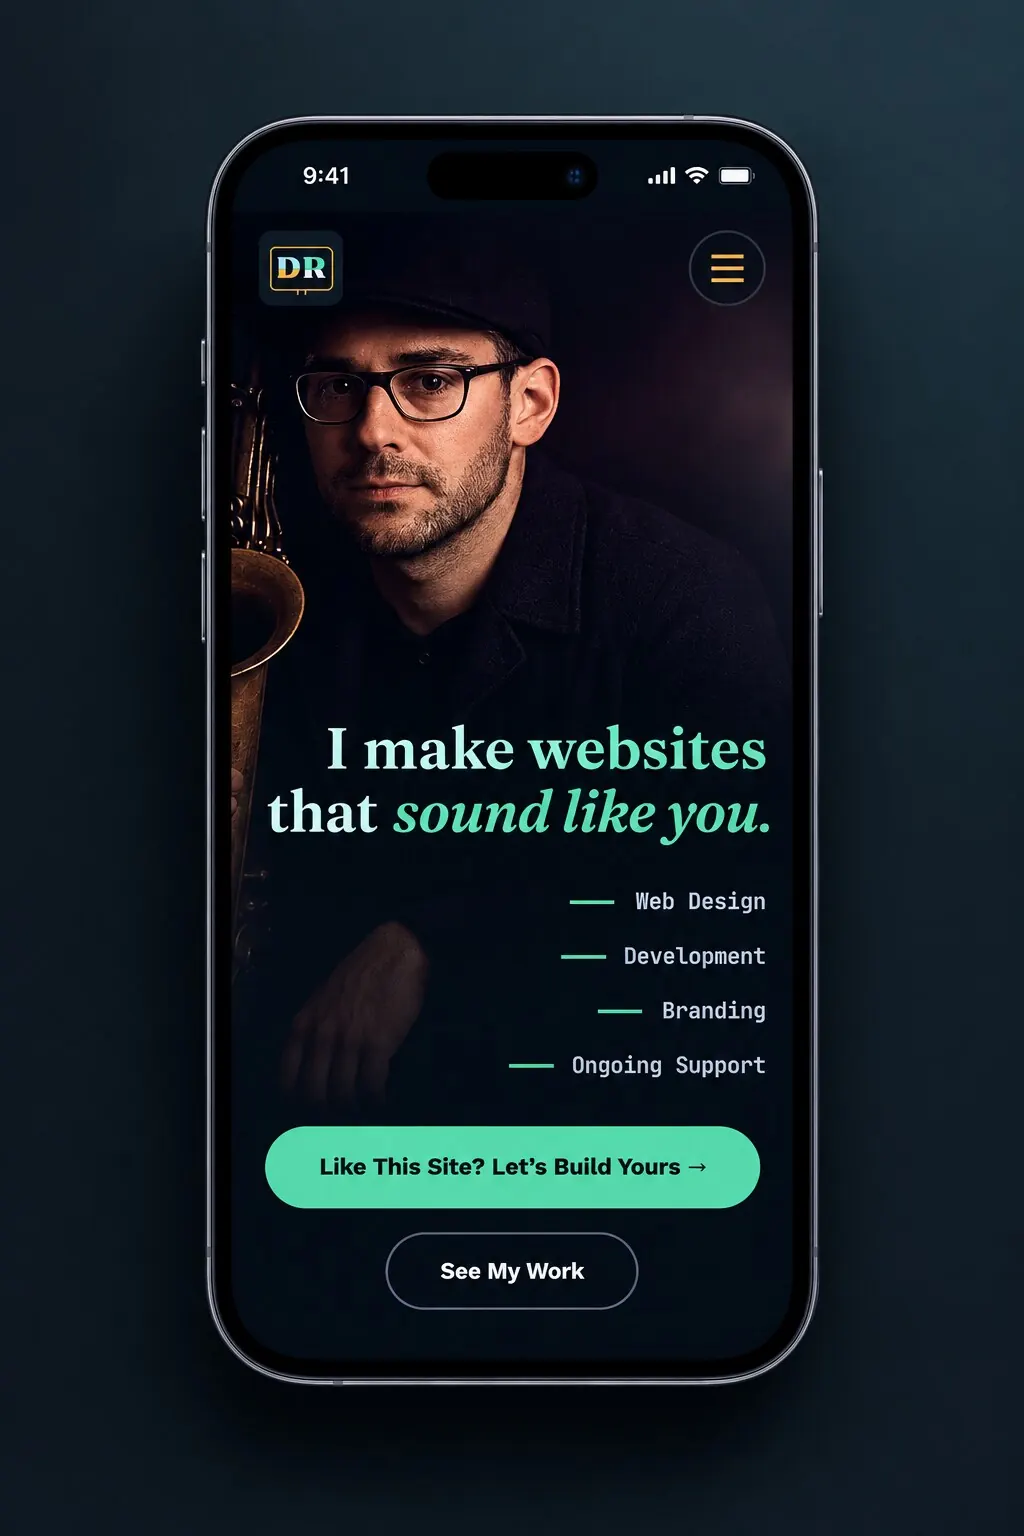 9:41
DR
I make websites
that sound like you.
Web Design
Development
Branding
Ongoing Support
Like This Site? Let’s Build Yours →
See My Work